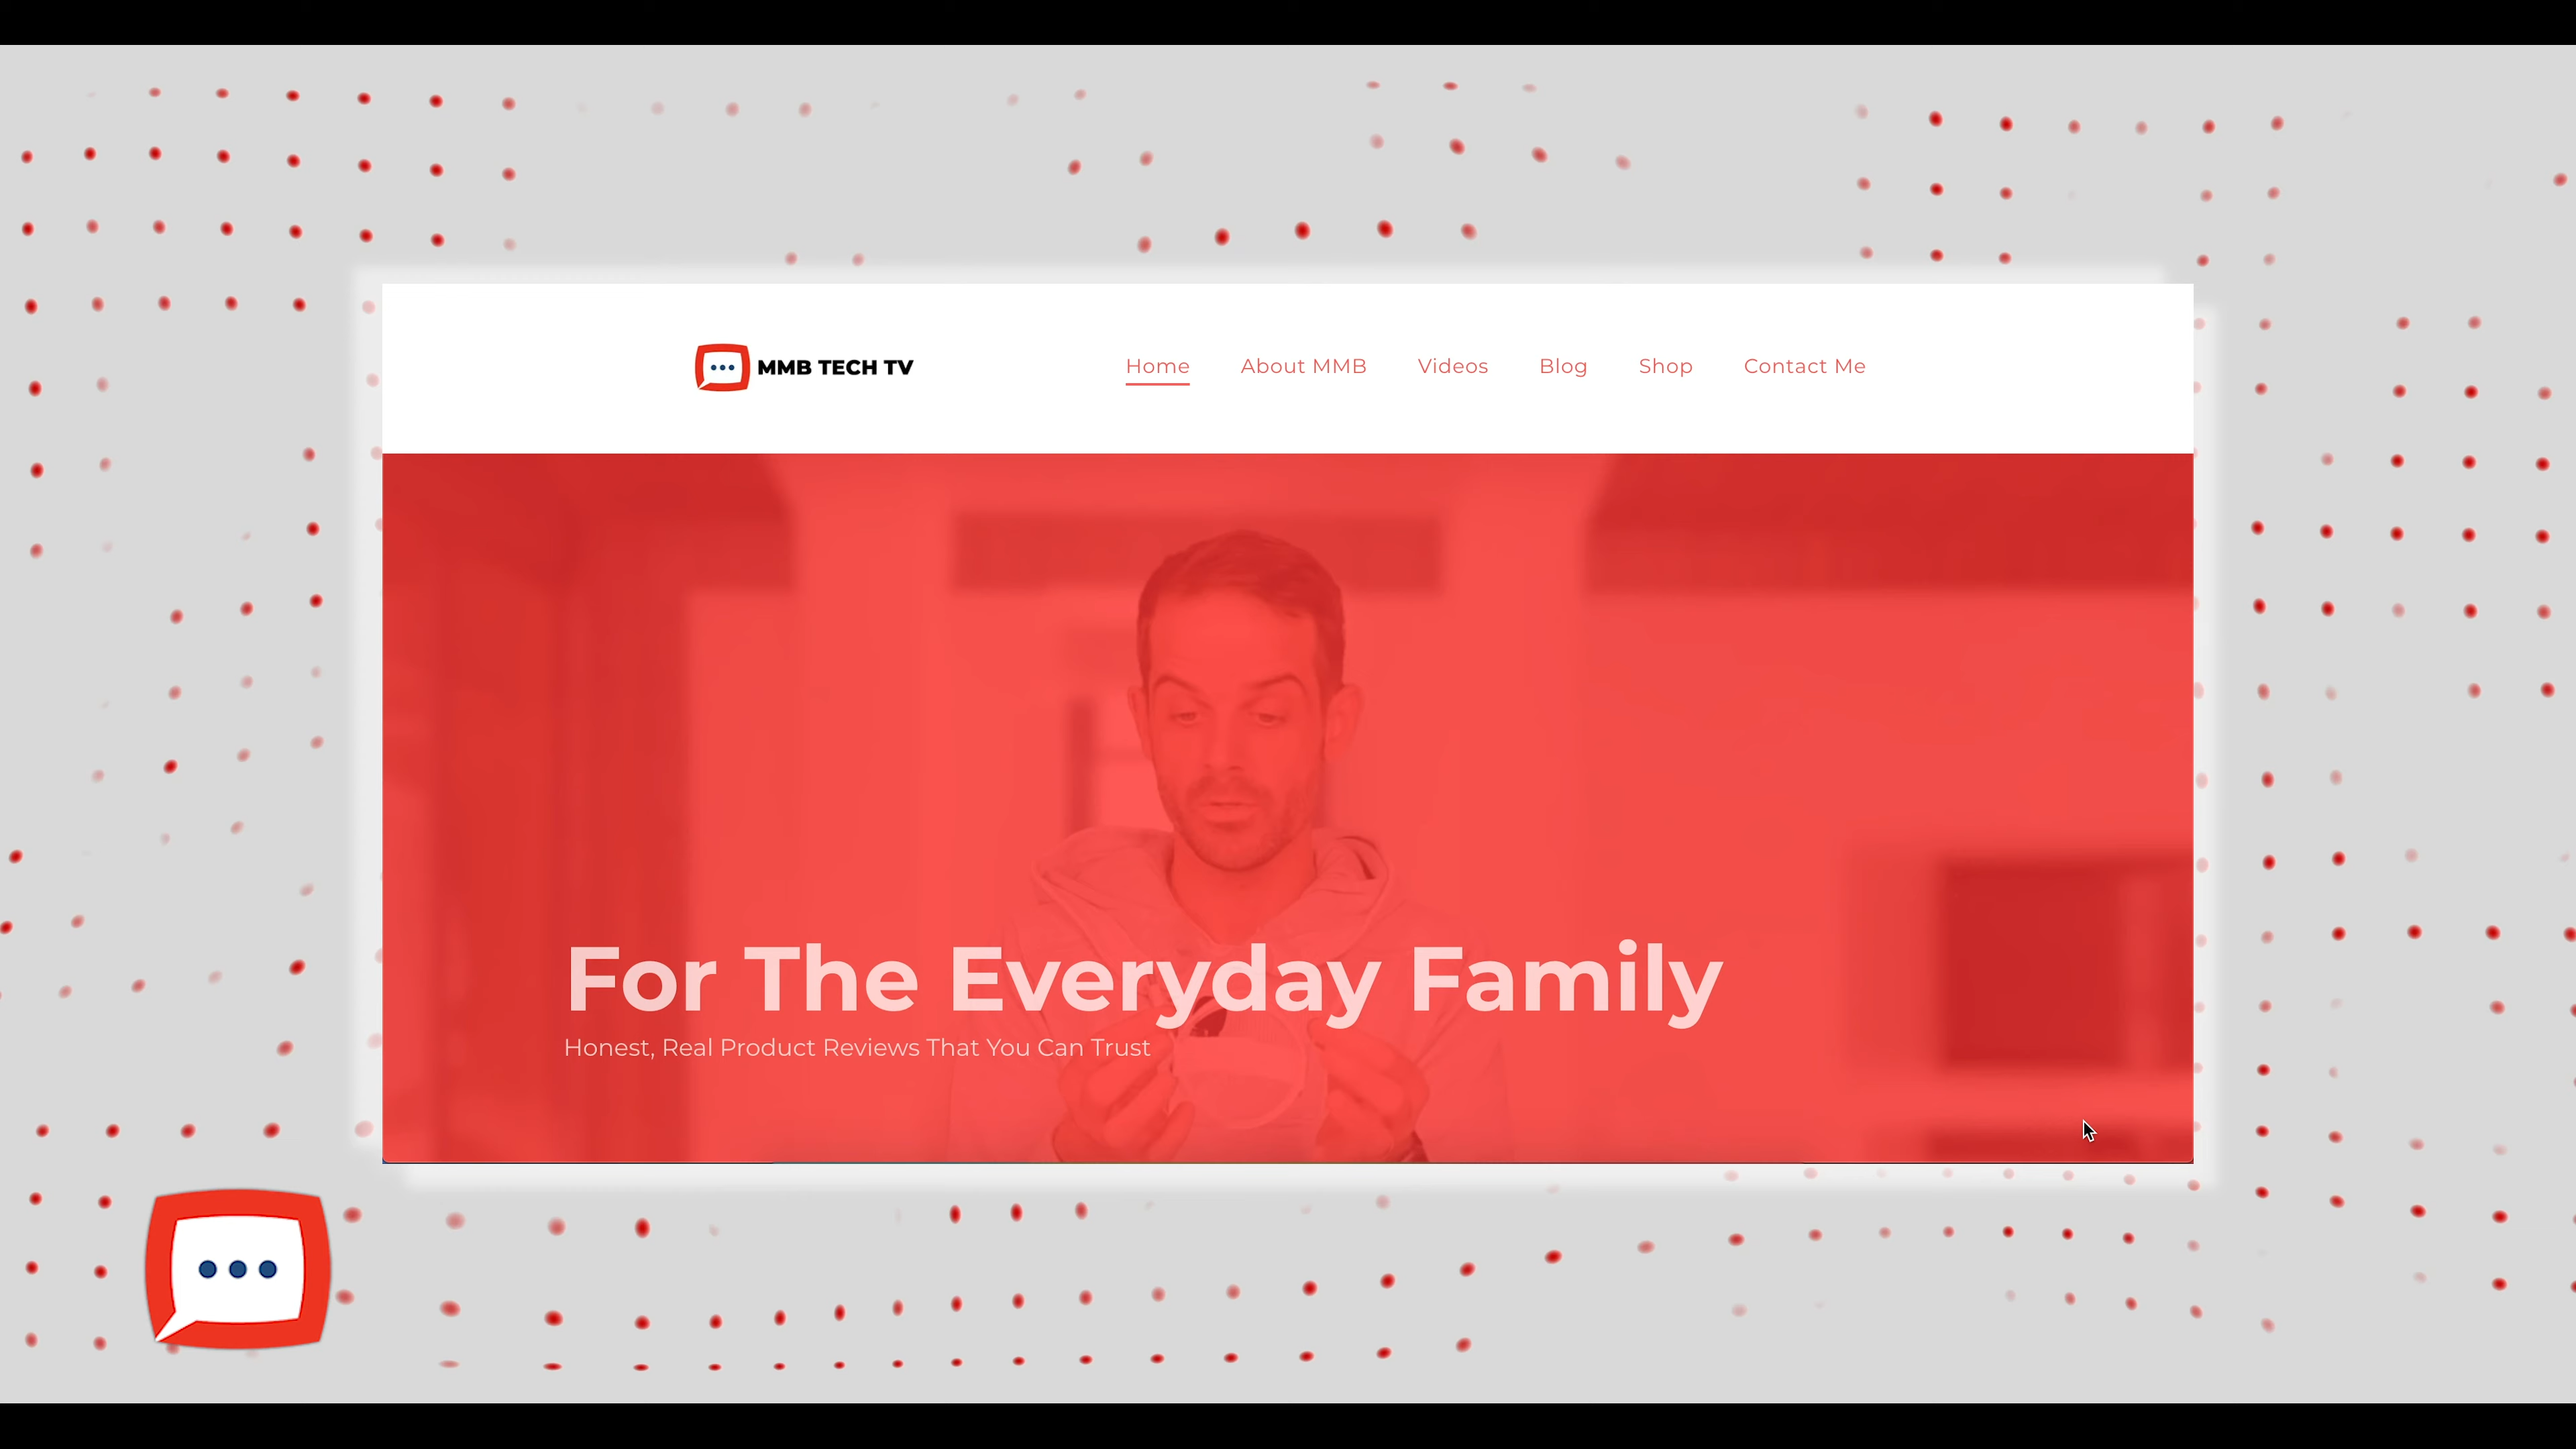 MMB TECH TV
Home About MMB Videos Blog Shop Contact Me
For The Everyday Family
Honest, Real Product Reviews That You Can Trust